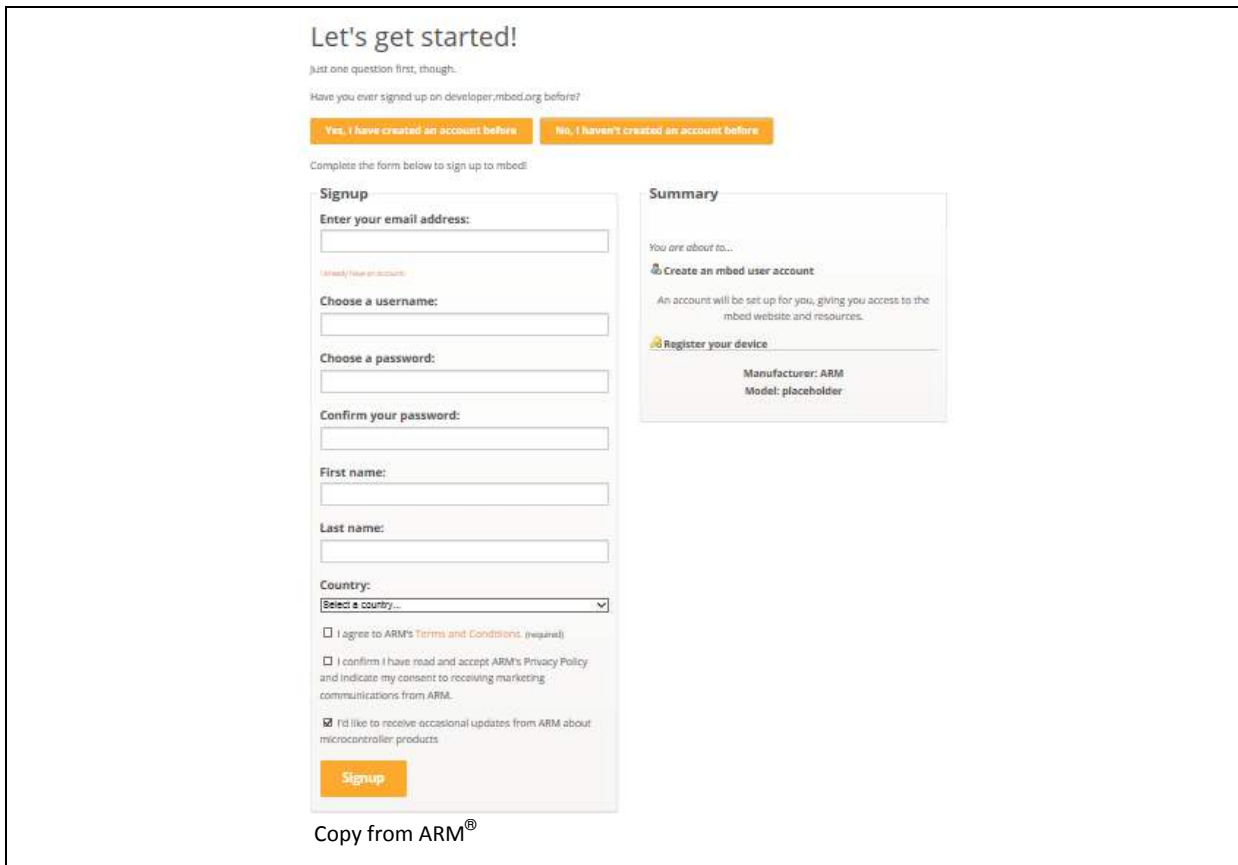 Let's get started!
Just one question first, though.
Have you ever signed up on developer.mbed.org before?
Yes, I have created an account before
No, I haven't created an account before
Complete the form below to sign up to mbed!
Signup
Enter your email address:
I already have an account!
Choose a username:
Choose a password:
Confirm your password:
First name:
Last name:
Country:
Select a country...
I agree to ARM's Terms and Conditions. (required)
I confirm I have read and accept ARM's Privacy Policy
and indicate my consent to receiving marketing
communications from ARM.
I'd like to receive occasional updates from ARM about
microcontroller products
Signup
Summary
You are about to...
Create an mbed user account
An account will be set up for you, giving you access to the
mbed website and resources.
Register your device
Manufacturer: ARM
Model: placeholder
Copy from ARM®